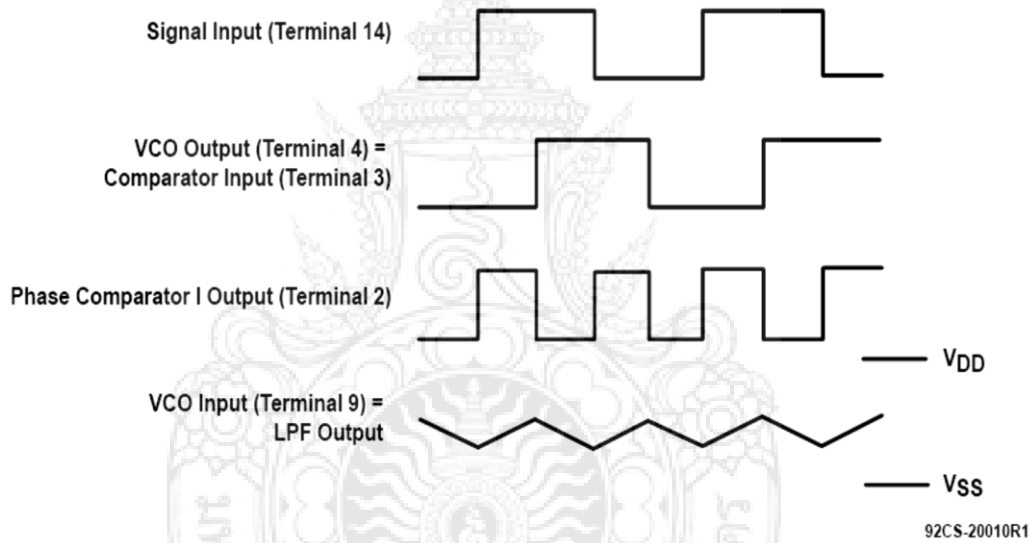 Signal Input (Terminal 14)
VCO Output (Terminal 4) =
Comparator Input (Terminal 3)
Phase Comparator I Output (Terminal 2)
VDD
VCO Input (Terminal 9) =
LPF Output
VSS
92CS-20010R1